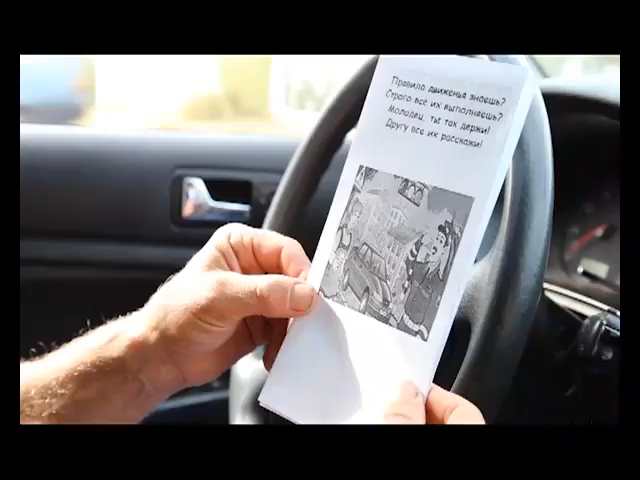 Правила движенья знаешь?
Строго все их выполняешь?
Молодец, ты так держи!
Другу все их расскажи!